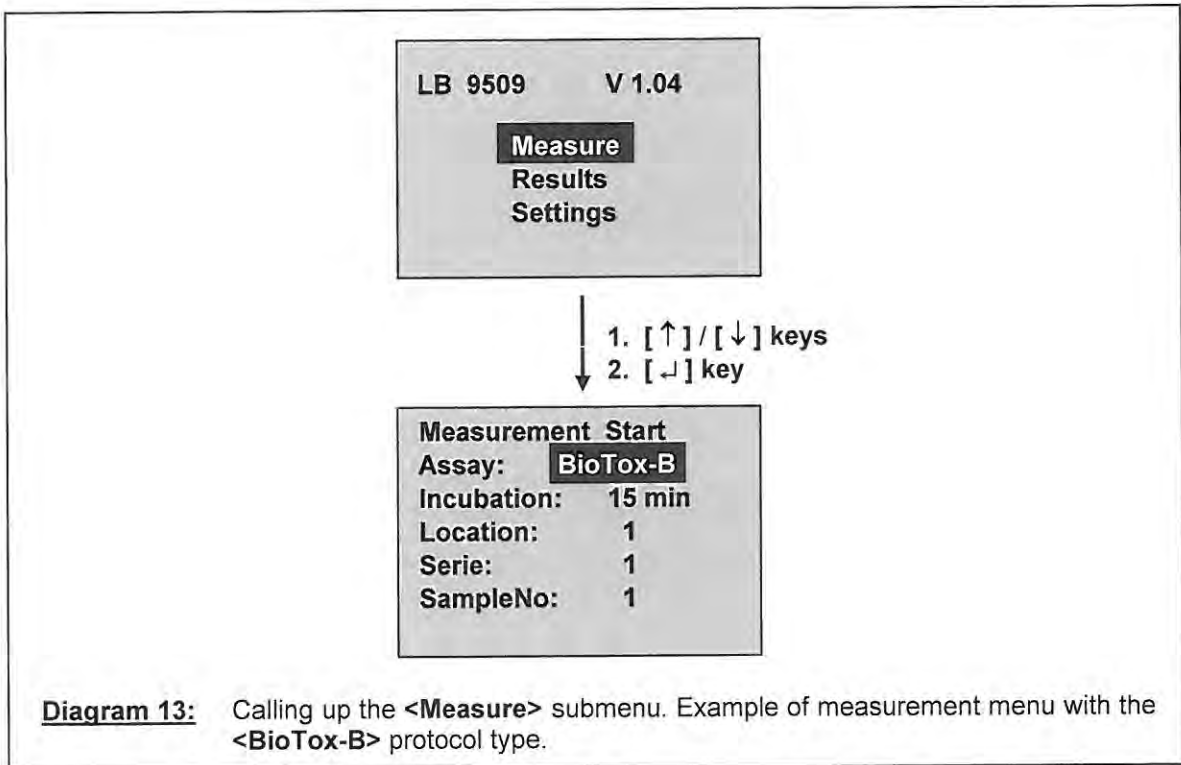 LB 9509 V 1.04
Measure
Results
Settings
1. [↑] / [↓] keys
2. [↵] key
Measurement Start
Assay: BioTox-B
Incubation: 15 min
Location: 1
Serie: 1
SampleNo: 1
Diagram 13: Calling up the <Measure> submenu. Example of measurement menu with the
<BioTox-B> protocol type.